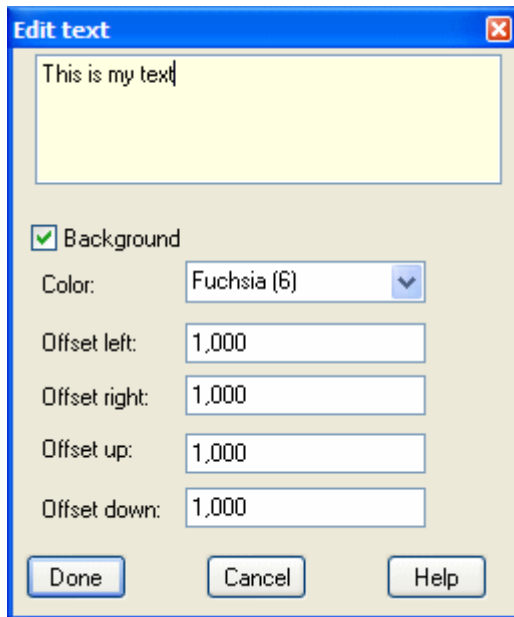 Edit text
This is my text
Background
Color: Fuchsia (6)
Offset left: 1,000
Offset right: 1,000
Offset up: 1,000
Offset down: 1,000
Done Cancel Help